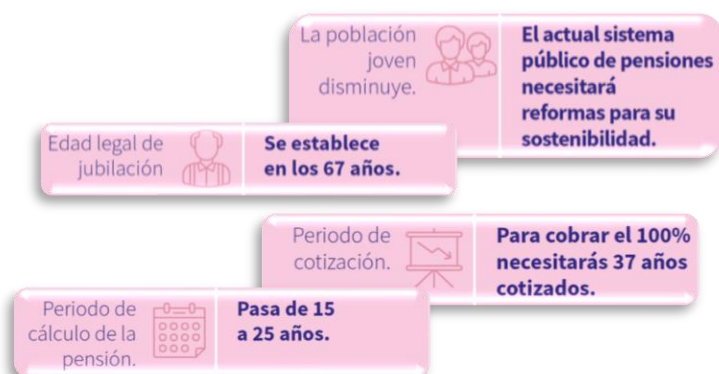 La población
joven
disminuye.
El actual sistema
público de pensiones
necesitará
reformas para su
sostenibilidad.
Edad legal de
jubilación
Se establece
en los 67 años.
Periodo de
cotización.
Para cobrar el 100%
necesitarás 37 años
cotizados.
Periodo de
cálculo de la
pensión.
Pasa de 15
a 25 años.